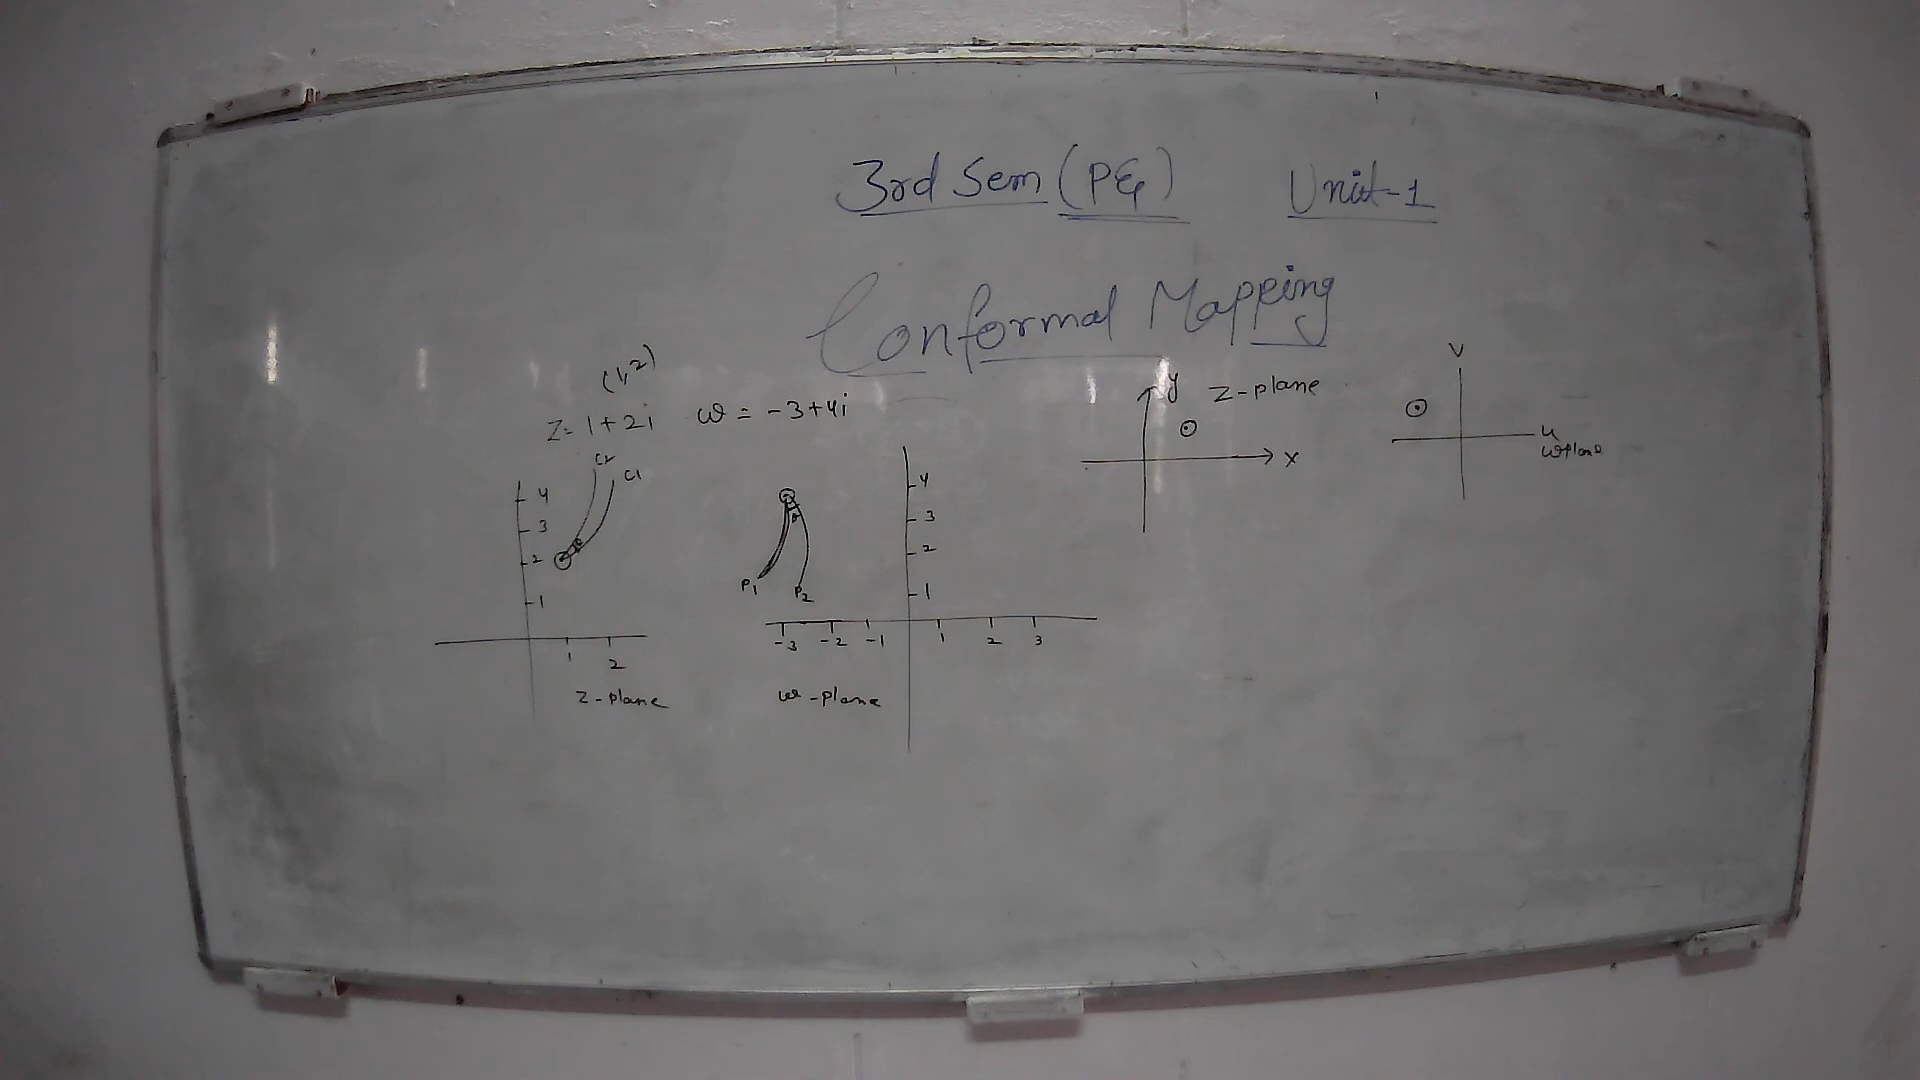 3rd Sem (PE) Unit-1
Conformal Mapping
(1,2)
Z = 1+2i w = -3+4i
C2
C1
4
3
2
1
1
2
Z-plane
P1
P2
4
3
2
1
-3 -2 -1 1 2 3
w-plane
y
Z-plane
x
v
u